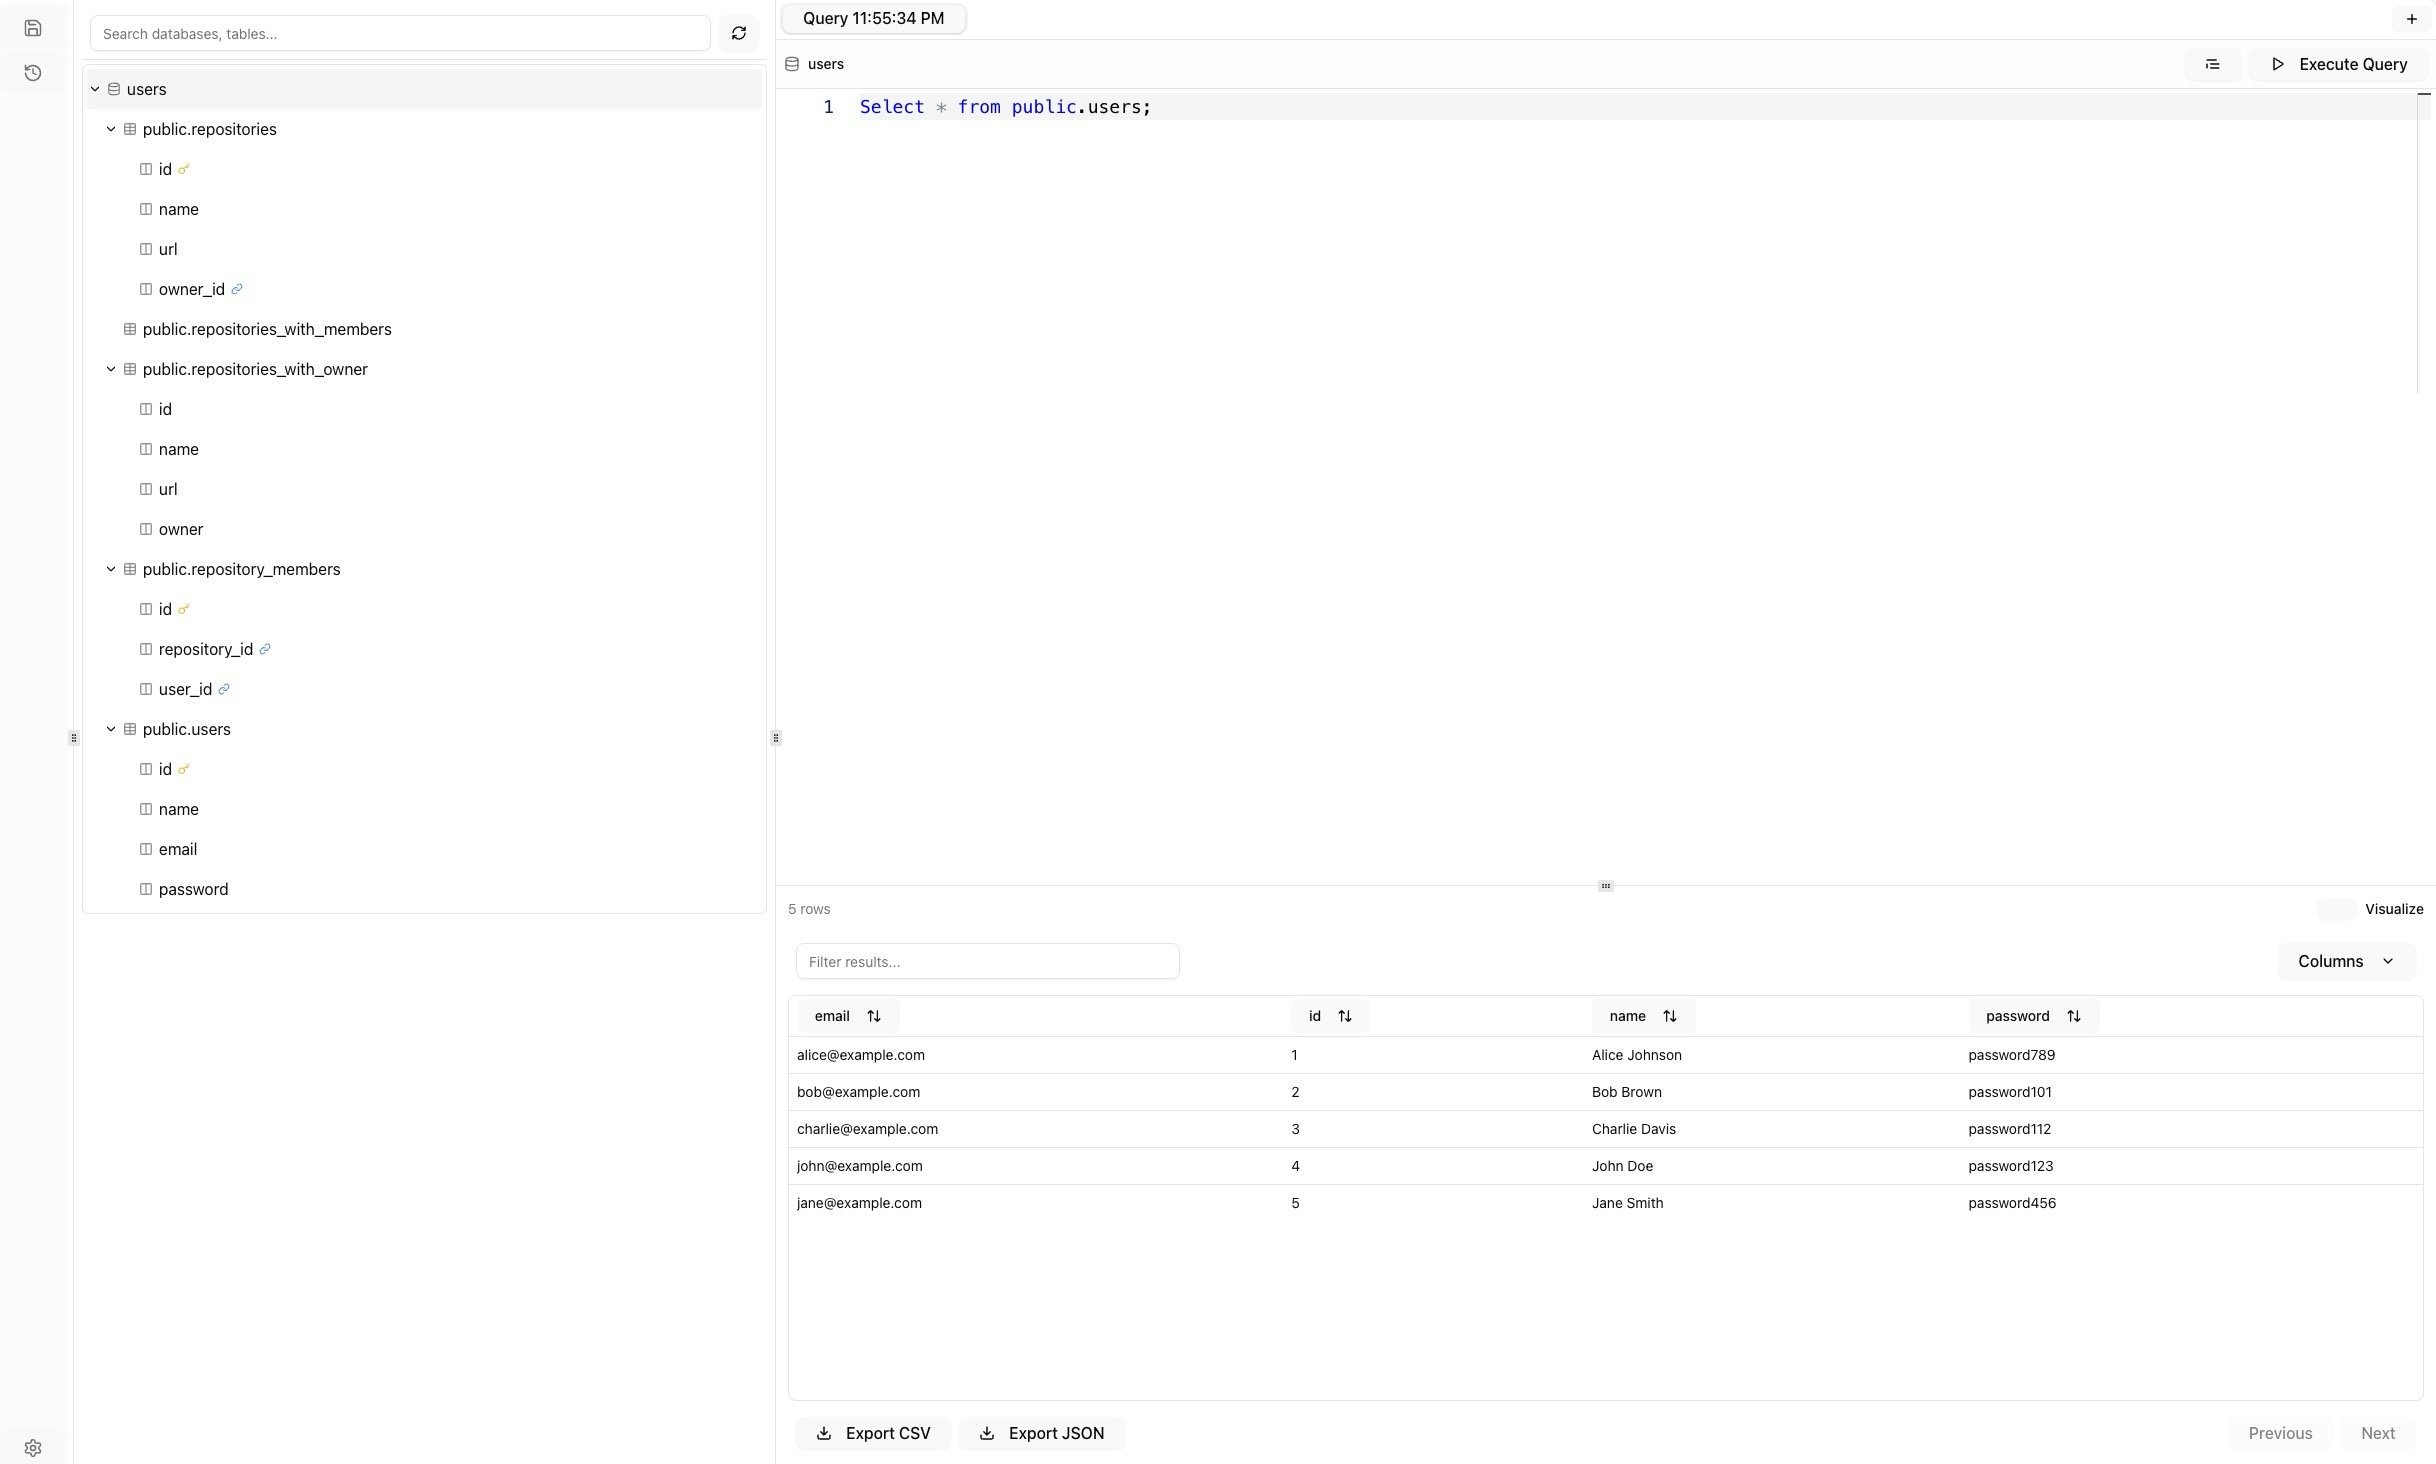 Search databases, tables...
users
public.repositories
id
name
url
owner_id
public.repositories_with_members
public.repositories_with_owner
id
name
url
owner
public.repository_members
id
repository_id
user_id
public.users
id
name
email
password
Query 11:55:34 PM
users
Execute Query
1 Select * from public.users;
5 rows
Visualize
Filter results...
Columns
email id name password
alice@example.com 1 Alice Johnson password789
bob@example.com 2 Bob Brown password101
charlie@example.com 3 Charlie Davis password112
john@example.com 4 John Doe password123
jane@example.com 5 Jane Smith password456
Export CSV Export JSON Previous Next